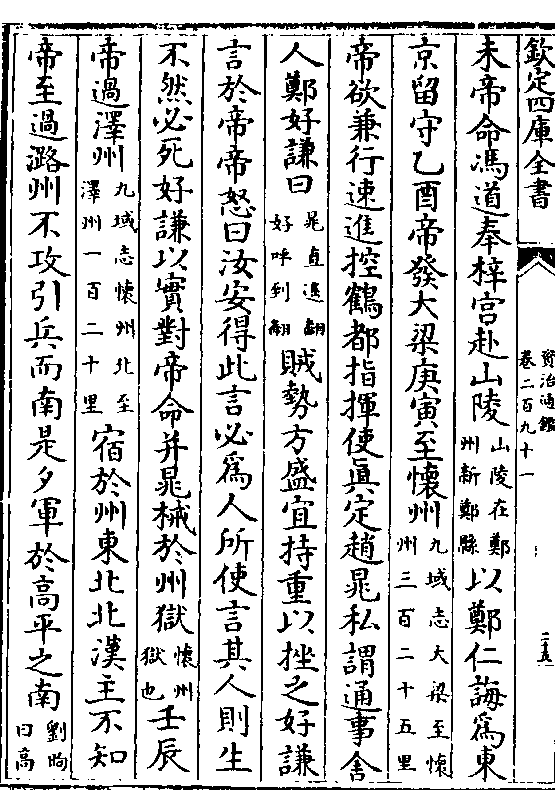 欽定四庫全書
資治通鑑
卷二百九十一
未帝命馮道奉梓宮赴山陵山陵在鄭州新鄭縣以鄭仁誨爲東
京留守乙酉帝發大梁庚寅至懷州九域志大梁至懷州三百二十五里
帝欲兼行速進控鶴都指揮使眞定趙晁私謂通事舍
人鄭好謙曰晁直遥翻好呼到翻賊勢方盛宜持重以挫之好謙
言於帝帝怒曰汝安得此言必爲人所使言其人則生
不然必死好謙以實對帝命并晁械於州獄懷州獄也壬辰
帝過澤州九域志懷州北至澤州一百二十里宿於州東北北漢主不知
帝至過潞州不攻引兵而南是夕軍於高平之南劉昫曰高